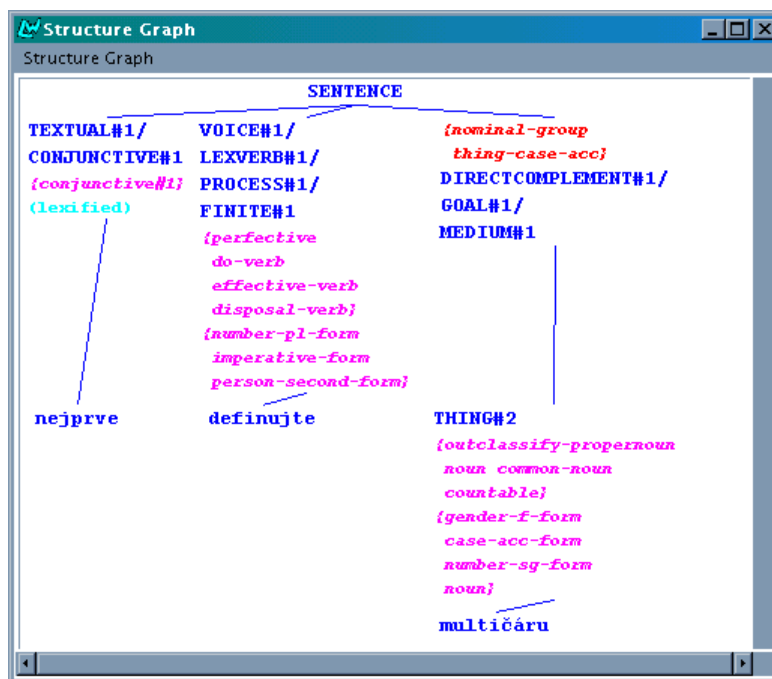 Structure Graph
Structure Graph
SENTENCE
TEXTUAL#1/
CONJUNCTIVE#1
{conjunctive#1}
(lexified)
nejprve
VOICE#1/
LEXVERB#1/
PROCESS#1/
FINITE#1
{perfective
do-verb
effective-verb
disposal-verb}
{number-pl-form
imperative-form
person-second-form}
definujte
{nominal-group
thing-case-acc}
DIRECTCOMPLEMENT#1/
GOAL#1/
MEDIUM#1
THING#2
{outclassify-propernoun
noun common-noun
countable}
{gender-f-form
case-acc-form
number-sg-form
noun}
multičáru